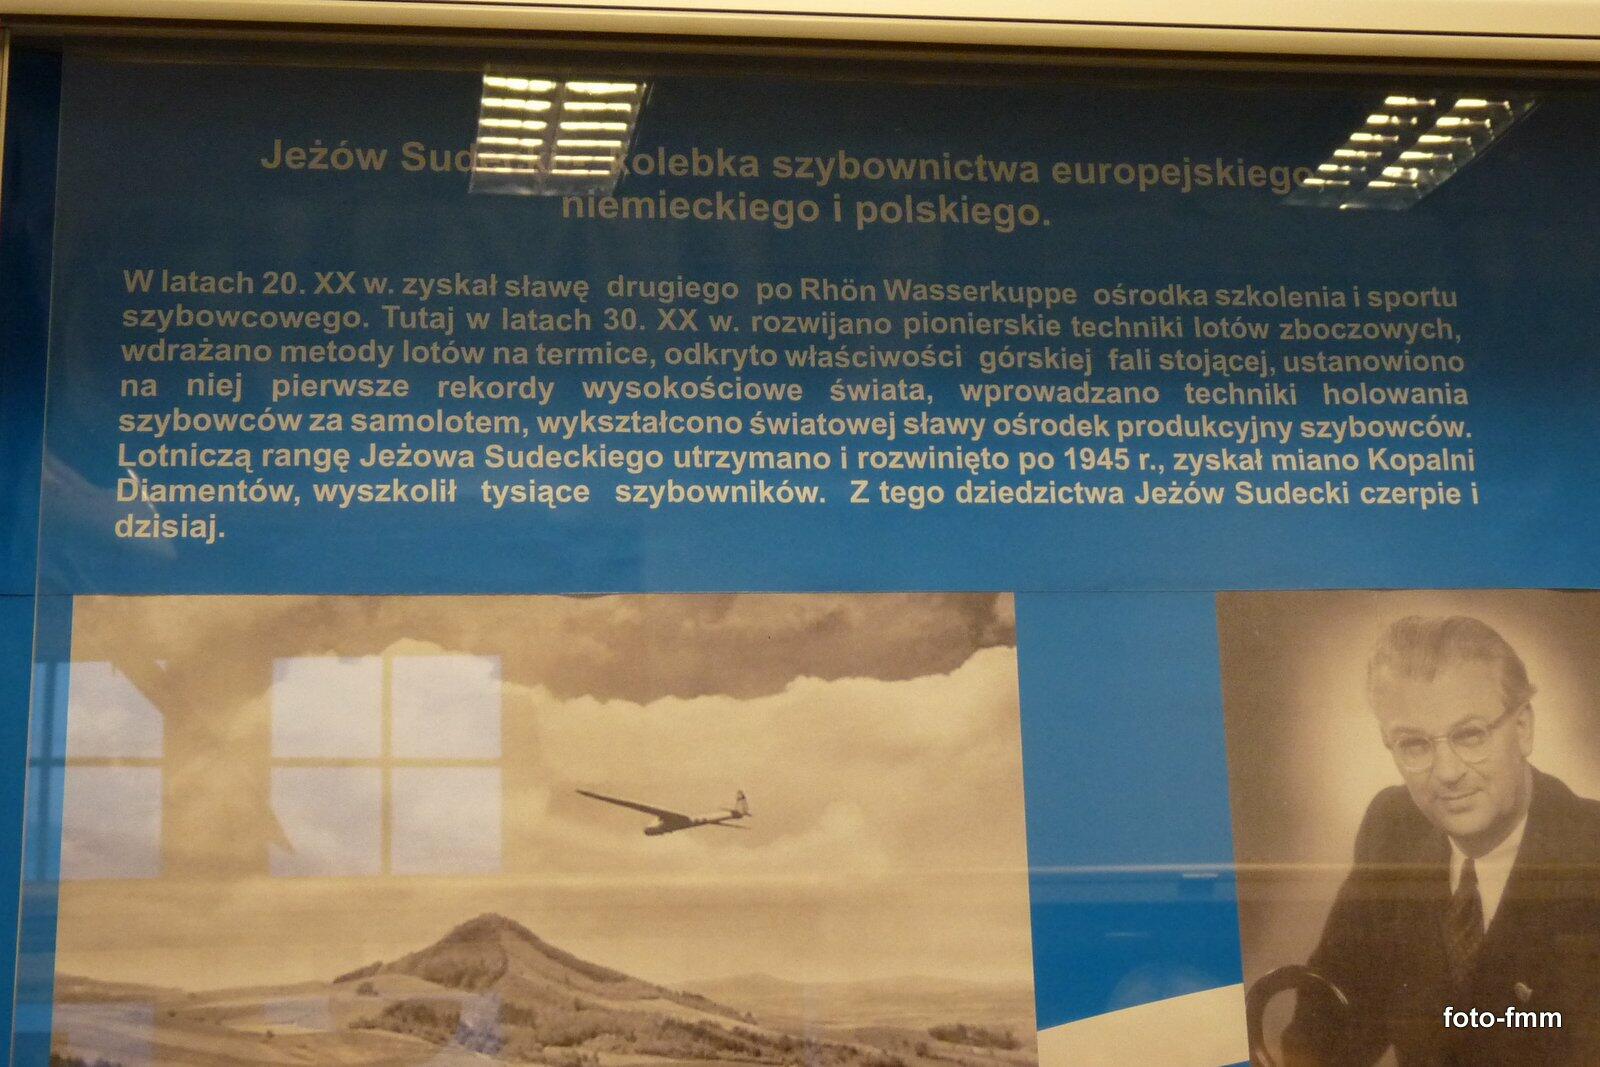 Jeżów Sudecki kolebka szybownictwa europejskiego,
niemieckiego i polskiego.
W latach 20. XX w. zyskał sławę drugiego po Rhön Wasserkuppe ośrodka szkolenia i sportu
szybowcowego. Tutaj w latach 30. XX w. rozwijano pionierskie techniki lotów zboczowych,
wdrażano metody lotów na termice, odkryto właściwości górskiej fali stojącej, ustanowiono
na niej pierwsze rekordy wysokościowe świata, wprowadzano techniki holowania
szybowców za samolotem, wykształcono światowej sławy ośrodek produkcyjny szybowców.
Lotniczą rangę Jeżowa Sudeckiego utrzymano i rozwinięto po 1945 r., zyskał miano Kopalni
Diamentów, wyszkolił tysiące szybowników. Z tego dziedzictwa Jeżów Sudecki czerpie i
dzisiaj.
foto-fmm